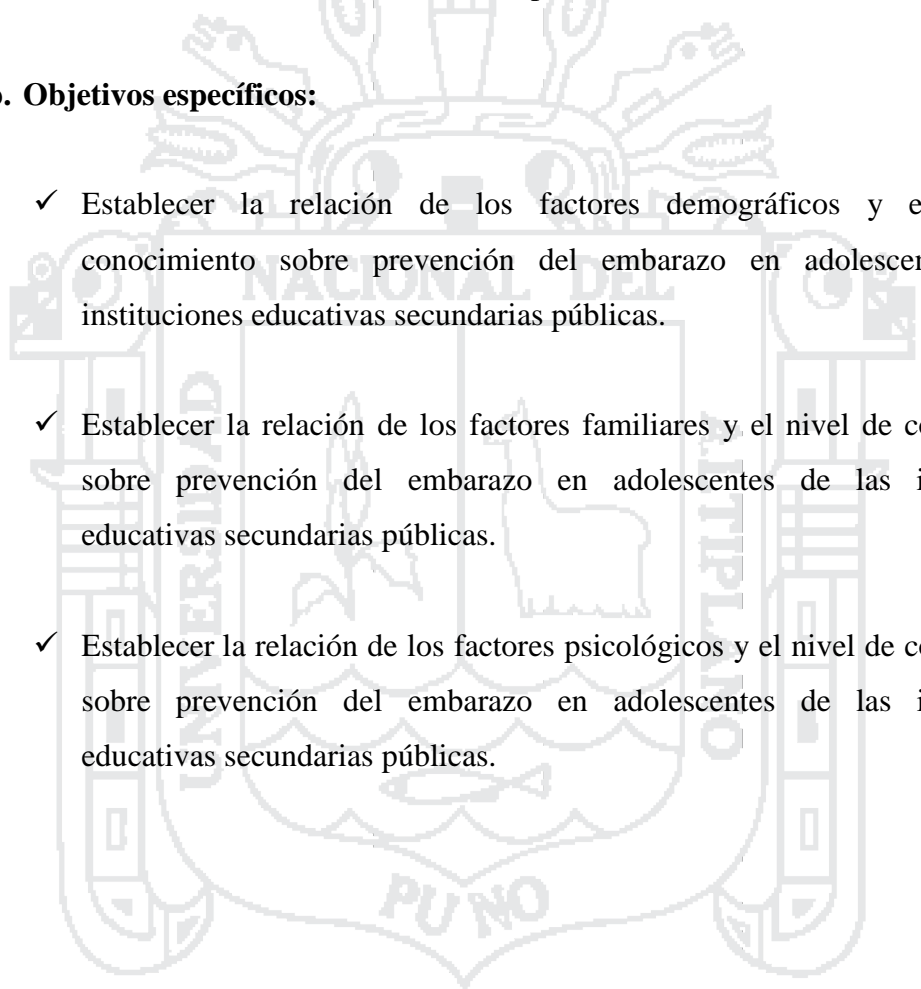 . Objetivos específicos:
✓ Establecer la relación de los factores demográficos y e
conocimiento sobre prevención del embarazo en adolescen
instituciones educativas secundarias públicas.
✓ Establecer la relación de los factores familiares y el nivel de c
sobre prevención del embarazo en adolescentes de las i
educativas secundarias públicas.
✓ Establecer la relación de los factores psicológicos y el nivel de c
sobre prevención del embarazo en adolescentes de las i
educativas secundarias públicas.
UNIVERSIDAD
NACIONAL DEL
ALTIPLANO
PUNO